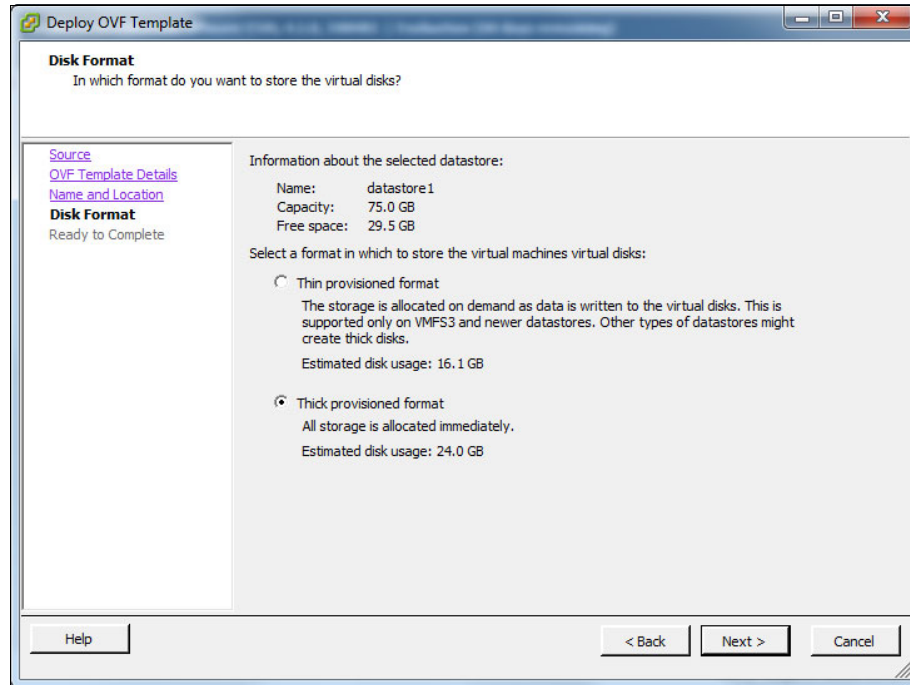 Deploy OVF Template
Disk Format
In which format do you want to store the virtual disks?
Source
OVF Template Details
Name and Location
Disk Format
Ready to Complete
Information about the selected datastore:
Name: datastore1
Capacity: 75.0 GB
Free space: 29.5 GB
Select a format in which to store the virtual machines virtual disks:
Thin provisioned format
The storage is allocated on demand as data is written to the virtual disks. This is
supported only on VMFS3 and newer datastores. Other types of datastores might
create thick disks.
Estimated disk usage: 16.1 GB
Thick provisioned format
All storage is allocated immediately.
Estimated disk usage: 24.0 GB
Help
< Back
Next >
Cancel